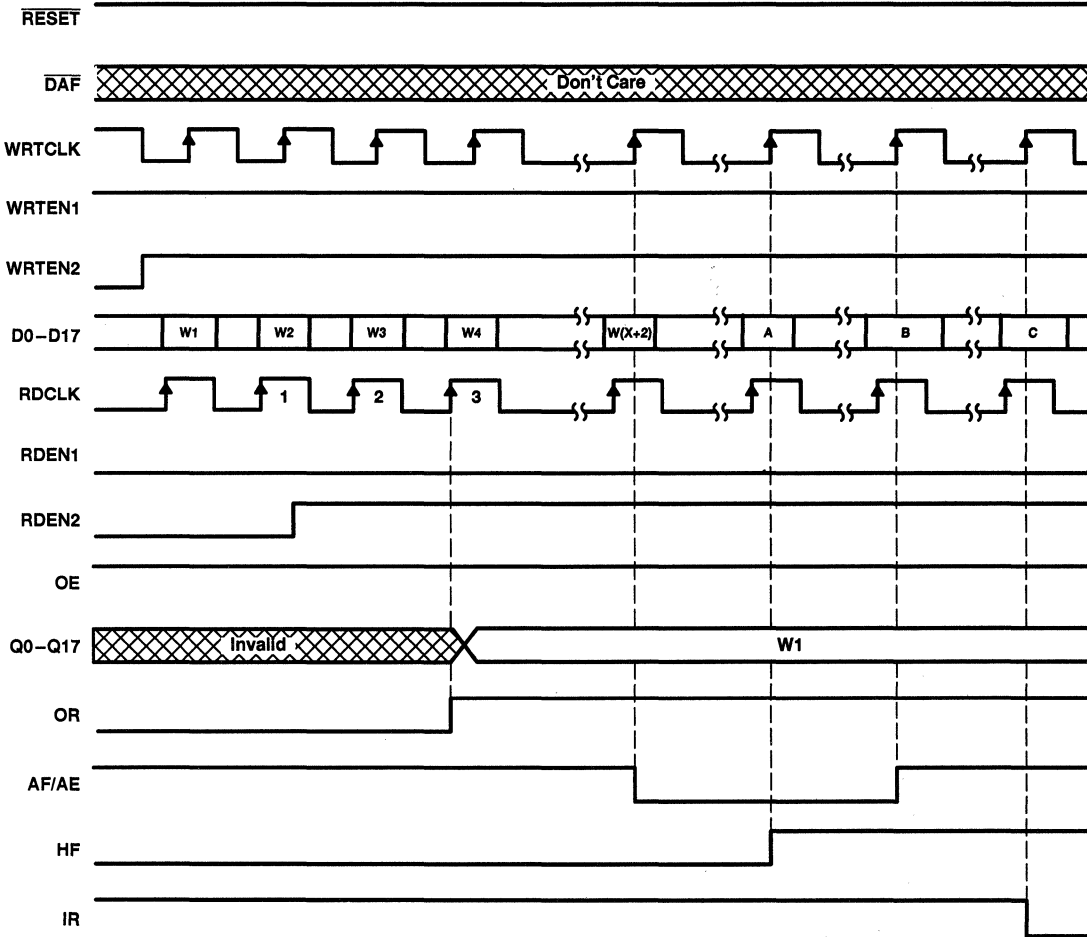 RESET
DAF
Don't Care
WRTCLK
WRTEN1
WRTEN2
D0–D17 W1 W2 W3 W4 W(X+2) A B C
RDCLK 1 2 3
RDEN1
RDEN2
OE
Q0–Q17 Invalid W1
OR
AF/AE
HF
IR